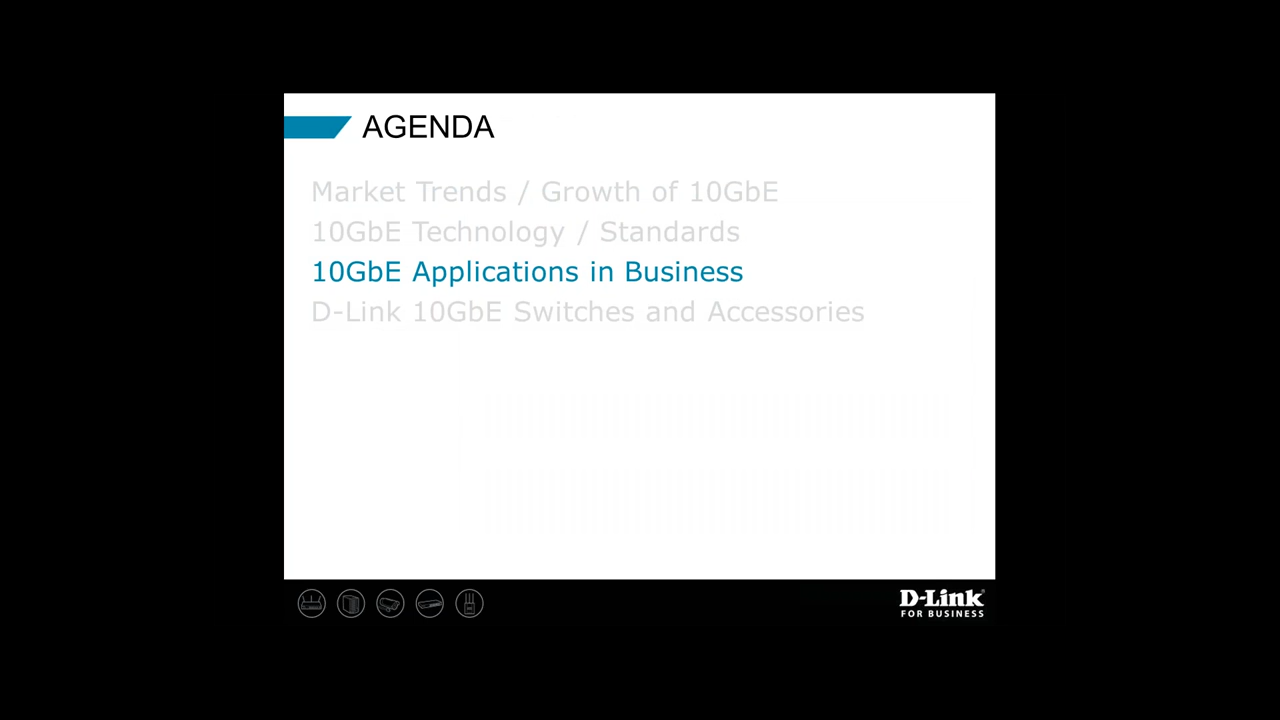 AGENDA
Market Trends / Growth of 10GbE
10GbE Technology / Standards
10GbE Applications in Business
D-Link 10GbE Switches and Accessories
D-Link
FOR BUSINESS